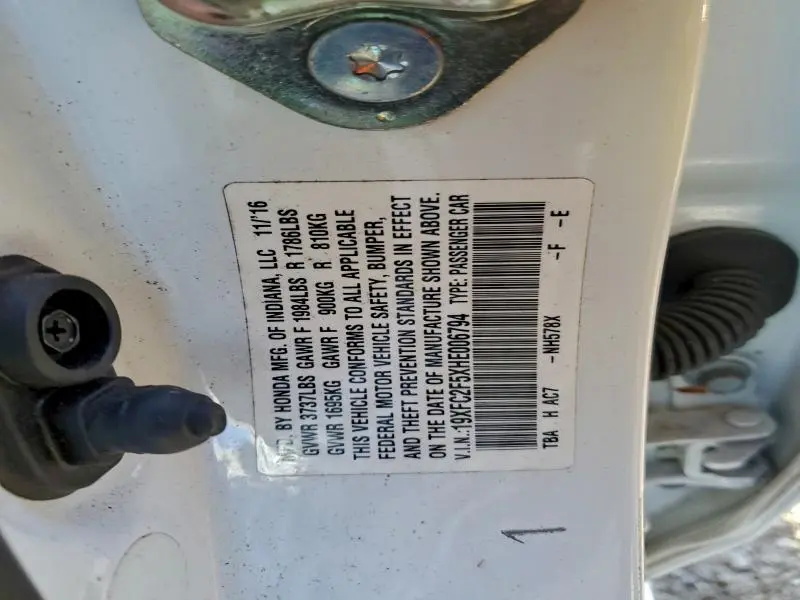 BY HONDA MFG. OF INDIANA, LLC 11/'16
GVWR 3737LBS GAWR F 1984LBS R 1786LBS
GVWR 1695KG GAWR F 900KG R 810KG
THIS VEHICLE CONFORMS TO ALL APPLICABLE
FEDERAL MOTOR VEHICLE SAFETY, BUMPER,
AND THEFT PREVENTION STANDARDS IN EFFECT
ON THE DATE OF MANUFACTURE SHOWN ABOVE.
V.I.N.: 19XFC2F5XHE006794 TYPE: PASSENGER CAR
TBA H AC7 -NH578X -F -E
1